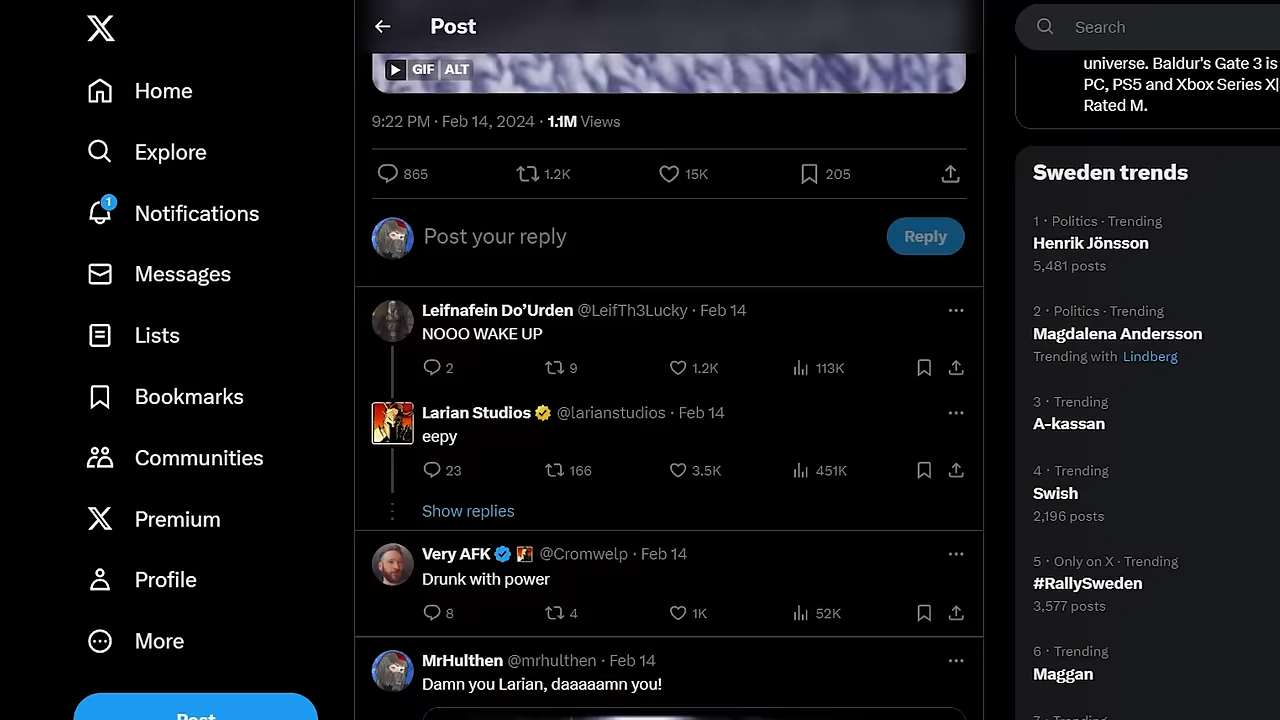 Home
Explore
1
Notifications
Messages
Lists
Bookmarks
Communities
Premium
Profile
More
Post
Post
GIF ALT
9:22 PM · Feb 14, 2024 · 1.1M Views
865 1.2K 15K 205
Post your reply
Reply
Leifnafein Do’Urden @LeifTh3Lucky · Feb 14
NOOO WAKE UP
2 9 1.2K 113K
Larian Studios @larianstudios · Feb 14
eepy
23 166 3.5K 451K
Show replies
Very AFK @Cromwelp · Feb 14
Drunk with power
8 4 1K 52K
MrHulthen @mrhulthen · Feb 14
Damn you Larian, daaaaamn you!
Search
universe. Baldur's Gate 3 is
PC, PS5 and Xbox Series X|
Rated M.
Sweden trends
1 · Politics · Trending
Henrik Jönsson
5,481 posts
2 · Politics · Trending
Magdalena Andersson
Trending with Lindberg
3 · Trending
A-kassan
4 · Trending
Swish
2,196 posts
5 · Only on X · Trending
#RallySweden
3,577 posts
6 · Trending
Maggan
7 · Trending